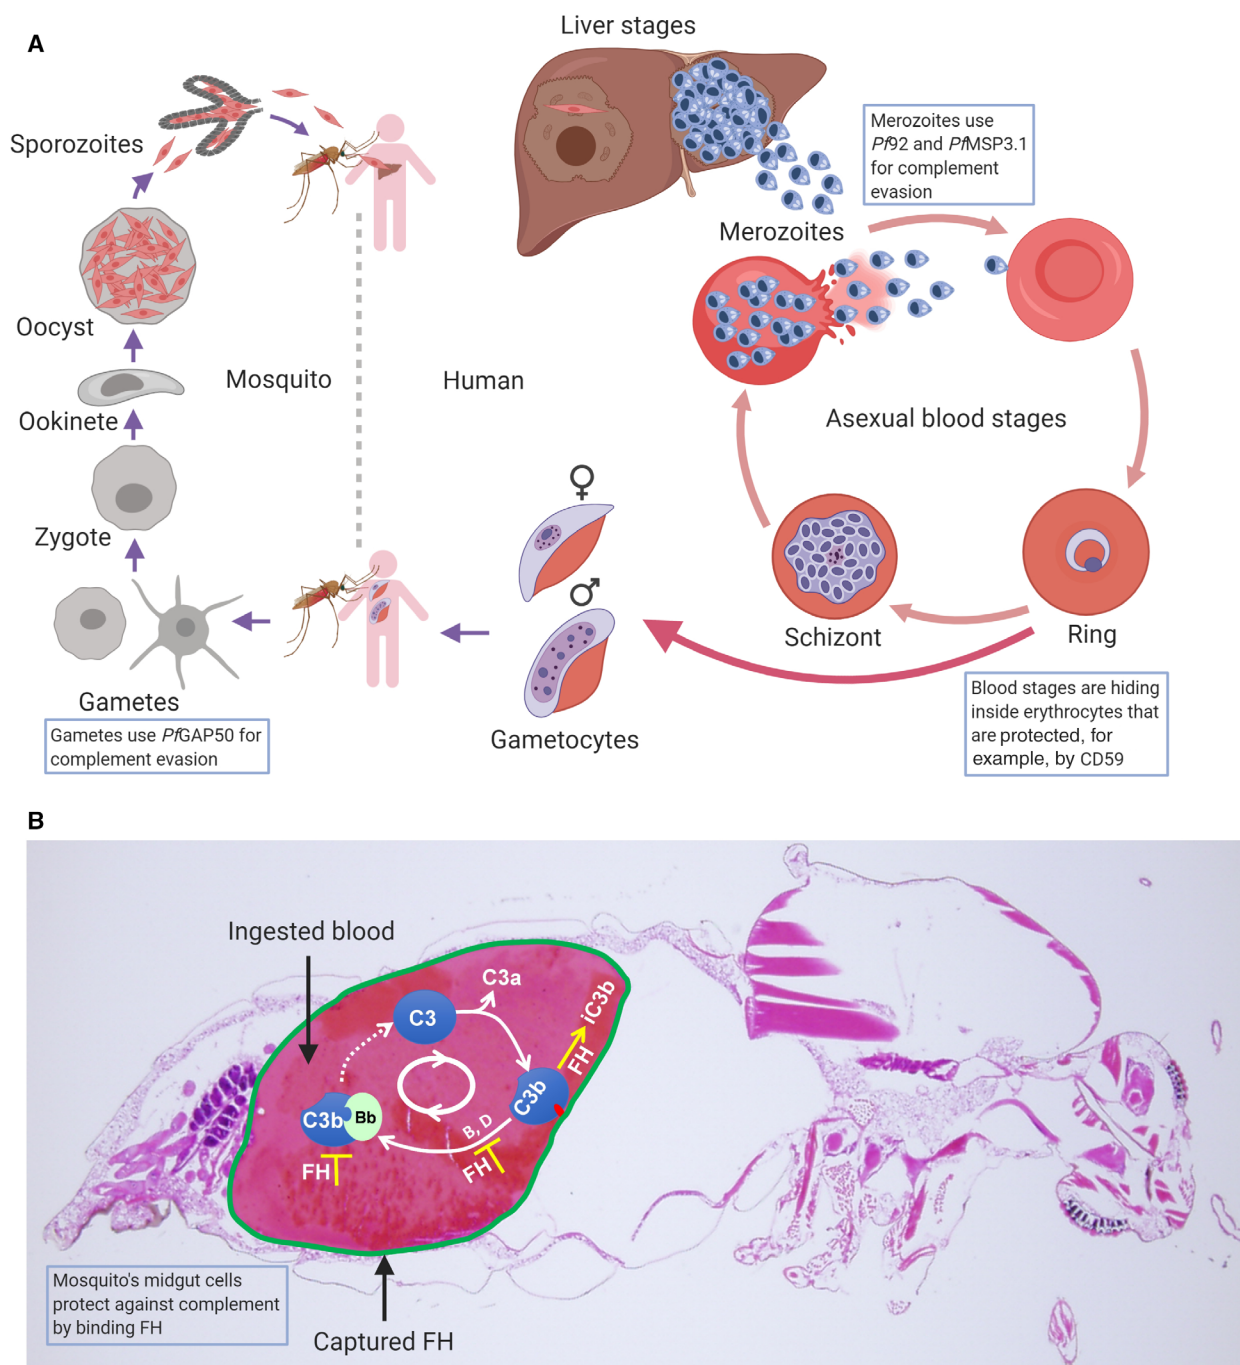 A
Liver stages
Sporozoites
Merozoites use
Pf92 and PfMSP3.1
for complement
evasion
Merozoites
Oocyst
Mosquito
Human
Ookinete
Asexual blood stages
♀
Zygote
♂
Schizont
Ring
Gametes
Gametocytes
Gametes use PfGAP50 for
complement evasion
Blood stages are hiding
inside erythrocytes that
are protected, for
example, by CD59
B
Ingested blood
C3a
C3
iC3b
FH
C3b
C3b
Bb
B, D
FH
FH
Mosquito's midgut cells
protect against complement
by binding FH
Captured FH